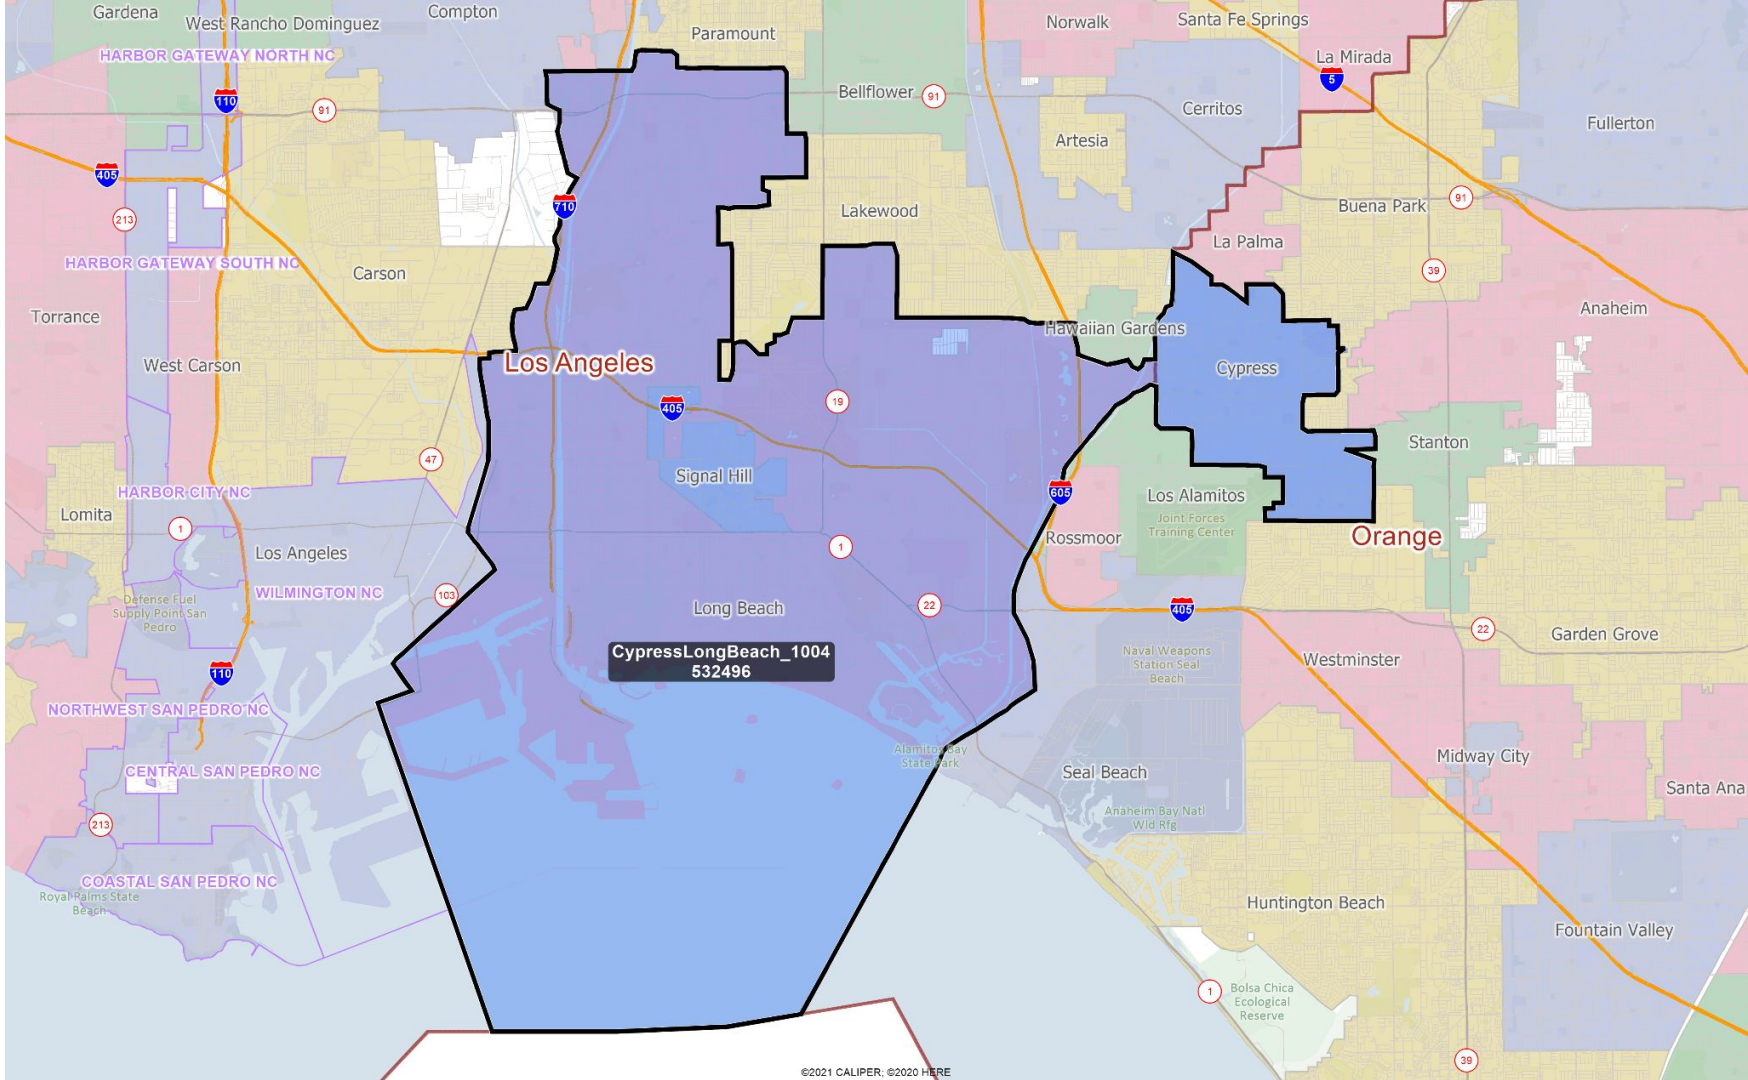 Gardena
West Rancho Dominguez
Compton
Paramount
Norwalk
Santa Fe Springs
HARBOR GATEWAY NORTH NC
La Mirada
5
110
91
Bellflower
91
Cerritos
Fullerton
Artesia
405
213
710
Lakewood
Buena Park
91
La Palma
HARBOR GATEWAY SOUTH NC
Carson
39
Torrance
Anaheim
Hawaiian Gardens
West Carson
Los Angeles
Cypress
405
19
Stanton
47
Signal Hill
HARBOR CITY NC
605
Los Alamitos
Lomita
1
Joint Forces
Training Center
Rossmoor
Orange
Los Angeles
1
WILMINGTON NC
103
Defense Fuel
Supply Point San
Pedro
Long Beach
22
405
22
Garden Grove
CypressLongBeach_1004
532496
Naval Weapons
Station Seal
Beach
Westminster
110
NORTHWEST SAN PEDRO NC
Alamitos Bay
State Park
Midway City
CENTRAL SAN PEDRO NC
Seal Beach
Santa Ana
213
Anaheim Bay Natl
Wld Rfg
COASTAL SAN PEDRO NC
Royal Palms State
Beach
Huntington Beach
Fountain Valley
1
Bolsa Chica
Ecological
Reserve
39
©2021 CALIPER; ©2020 HERE